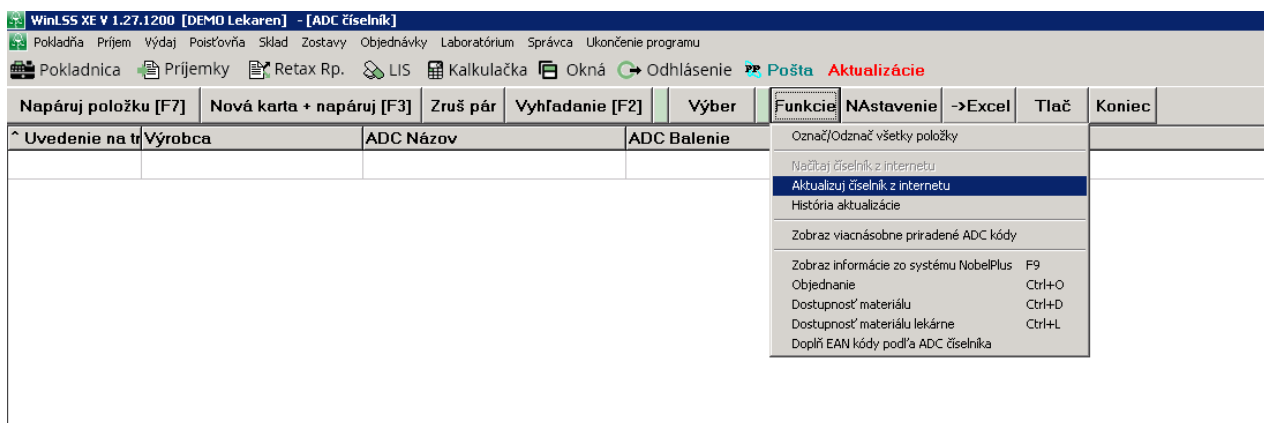 WinLSS XE V 1.27.1200 [DEMO Lekaren] - [ADC číselník]
Pokladňa Príjem Výdaj Poisťovňa Sklad Zostavy Objednávky Laboratórium Správca Ukončenie programu
Pokladnica Príjemky Retax Rp. LIS Kalkulačka Okná Odhlásenie Pošta Aktualizácie
Napáruj položku [F7] Nová karta + napáruj [F3] Zruš pár Vyhľadanie [F2] Výber Funkcie NAstavenie ->Excel Tlač Koniec
^ Uvedenie na tr Výrobca ADC Názov ADC Balenie
Označ/Odznač všetky položky
Načítaj číselník z internetu
Aktualizuj číselník z internetu
História aktualizácie
Zobraz viacnásobne priradené ADC kódy
Zobraz informácie zo systému NobelPlus F9
Objednanie Ctrl+O
Dostupnosť materiálu Ctrl+D
Dostupnosť materiálu lekárne Ctrl+L
Doplň EAN kódy podľa ADC číselníka